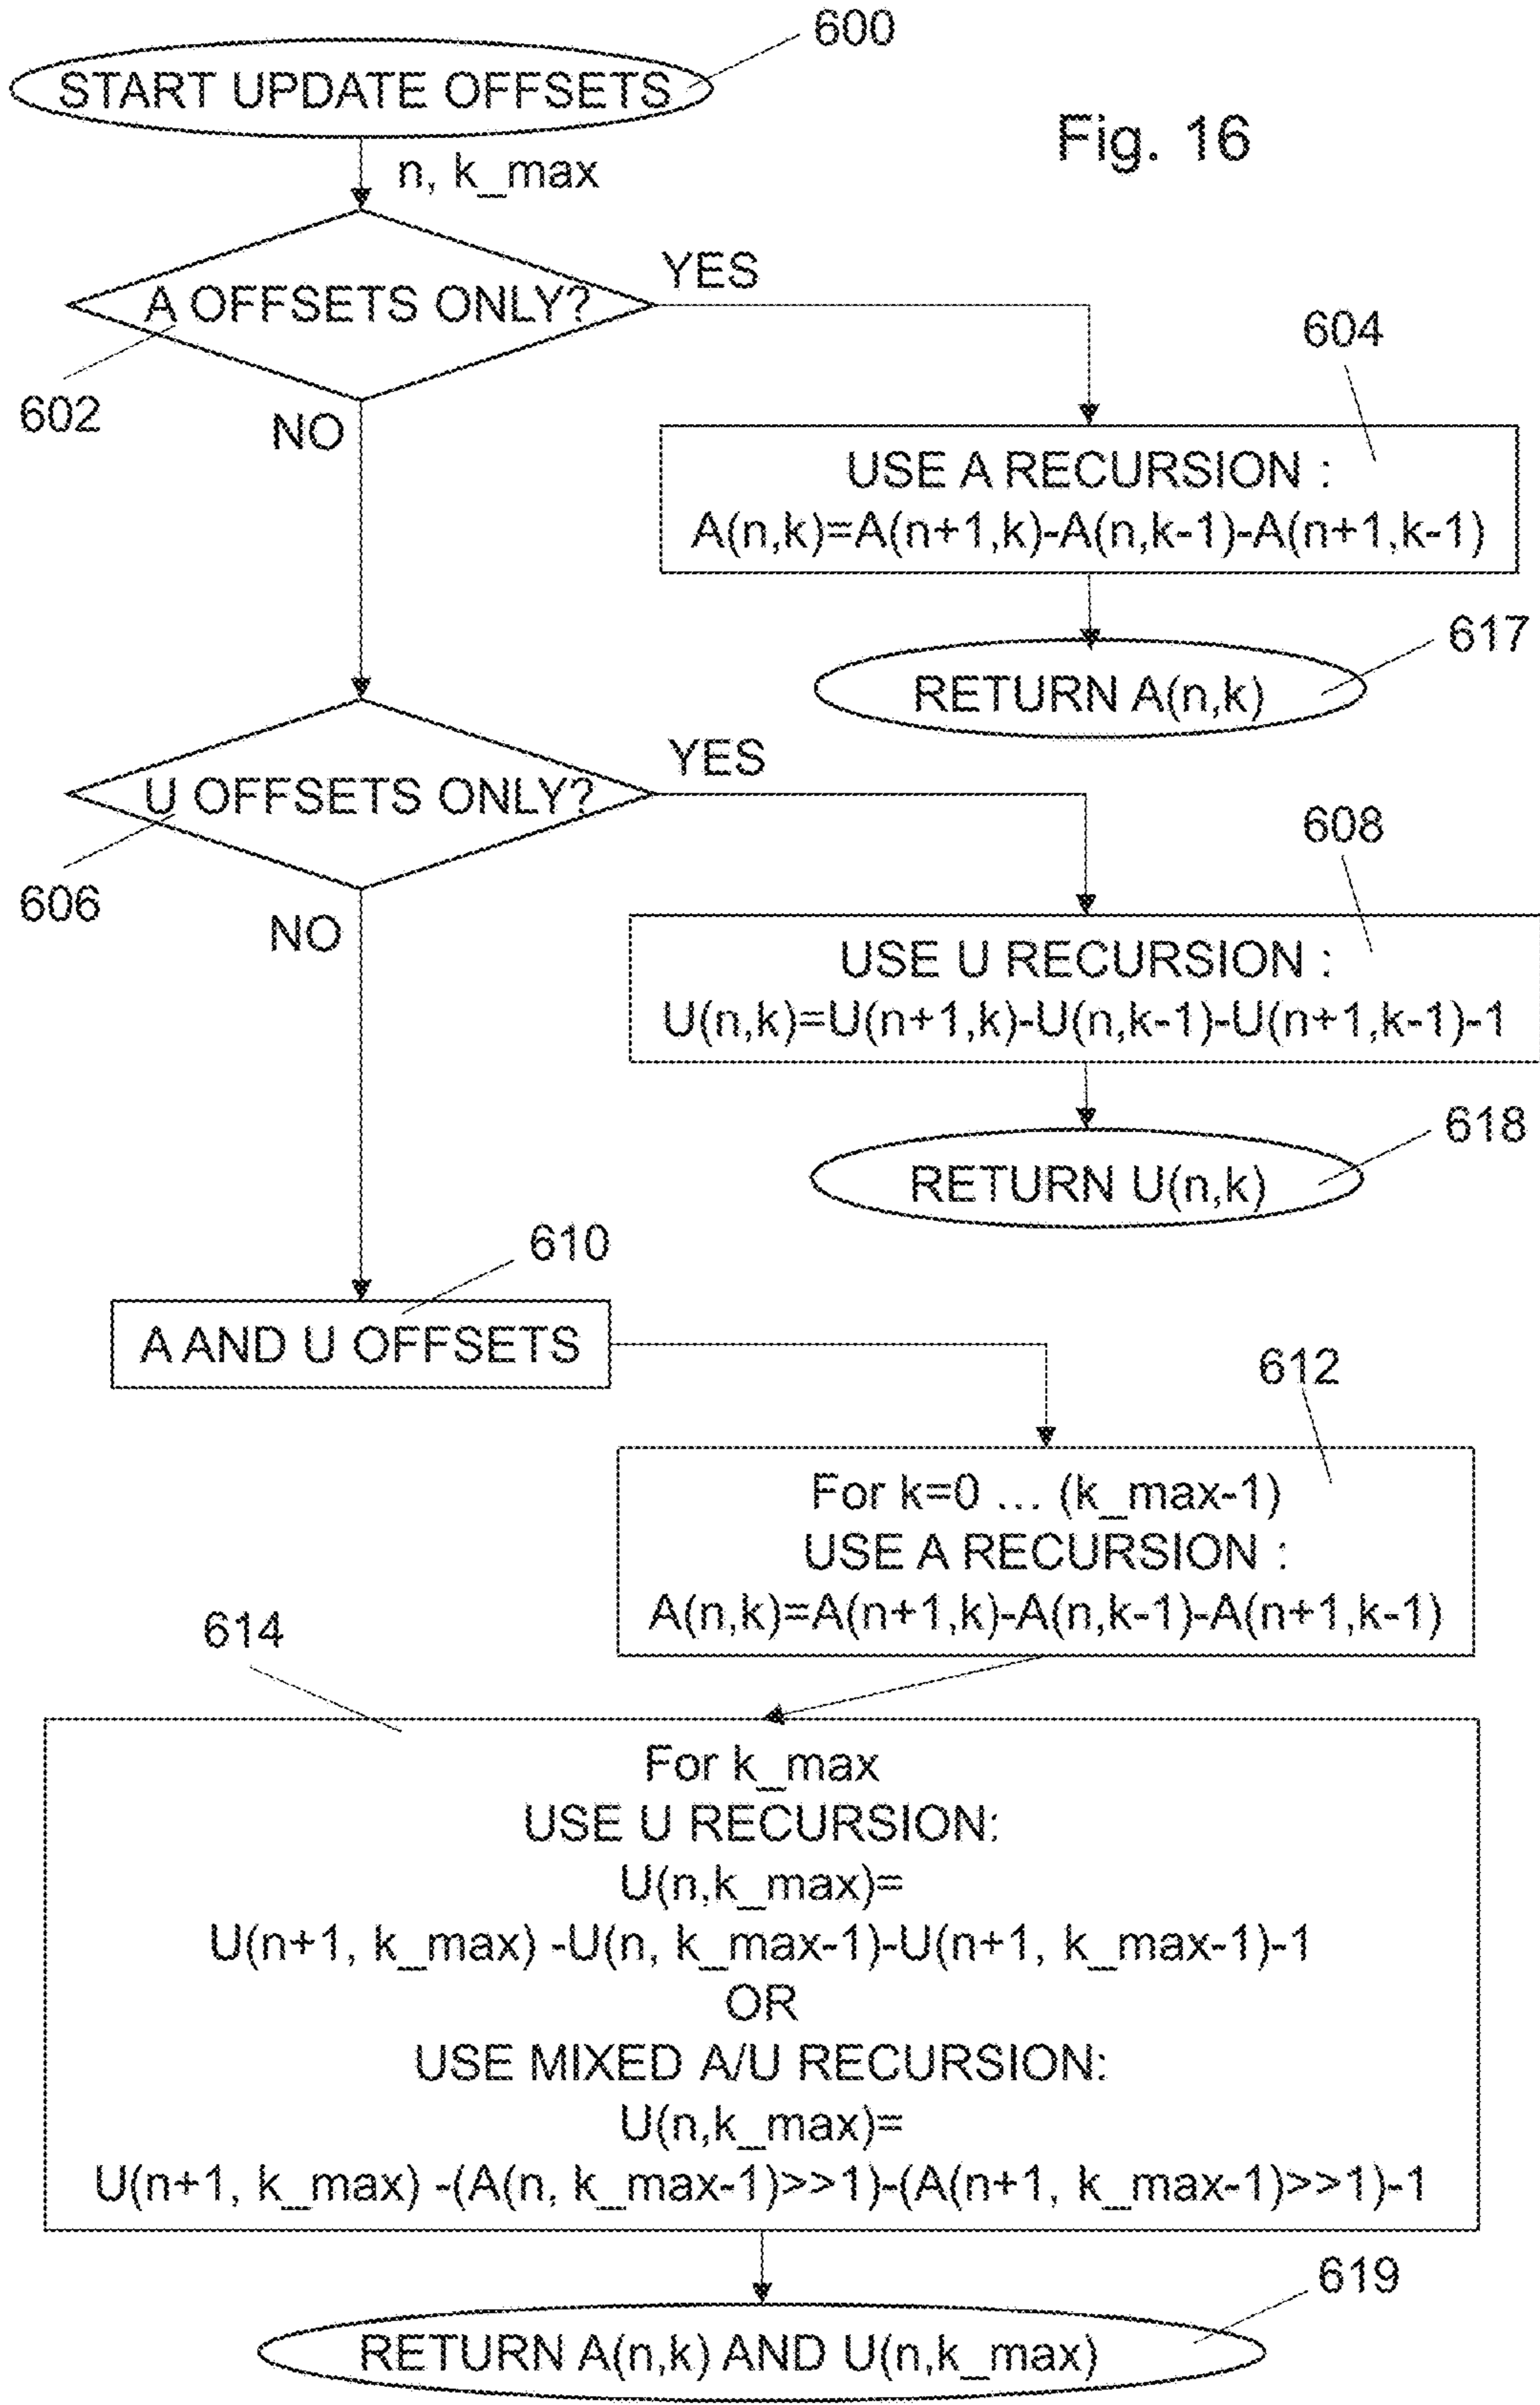 600
START UPDATE OFFSETS
Fig. 16
n, k_max
A OFFSETS ONLY?
YES
602
NO
604
USE A RECURSION :
A(n,k)=A(n+1,k)-A(n,k-1)-A(n+1,k-1)
617
RETURN A(n,k)
U OFFSETS ONLY?
YES
606
NO
608
USE U RECURSION :
U(n,k)=U(n+1,k)-U(n,k-1)-U(n+1,k-1)-1
618
RETURN U(n,k)
610
A AND U OFFSETS
612
For k=0 ... (k_max-1)
USE A RECURSION :
A(n,k)=A(n+1,k)-A(n,k-1)-A(n+1,k-1)
614
For k_max
USE U RECURSION:
U(n,k_max)=
U(n+1, k_max) -U(n, k_max-1)-U(n+1, k_max-1)-1
OR
USE MIXED A/U RECURSION:
U(n,k_max)=
U(n+1, k_max) -(A(n, k_max-1)>>1)-(A(n+1, k_max-1)>>1)-1
619
RETURN A(n,k) AND U(n,k_max)